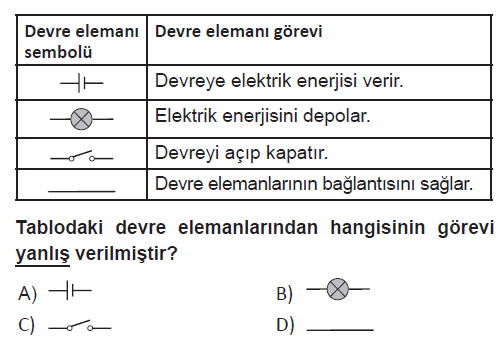 Devre elemanı sembolü
Devre elemanı görevi
Devreye elektrik enerjisi verir.
Elektrik enerjisini depolar.
Devreyi açıp kapatır.
Devre elemanlarının bağlantısını sağlar.
Tablodaki devre elemanlarından hangisinin görevi
yanlış verilmiştir?
A)
B)
C)
D)